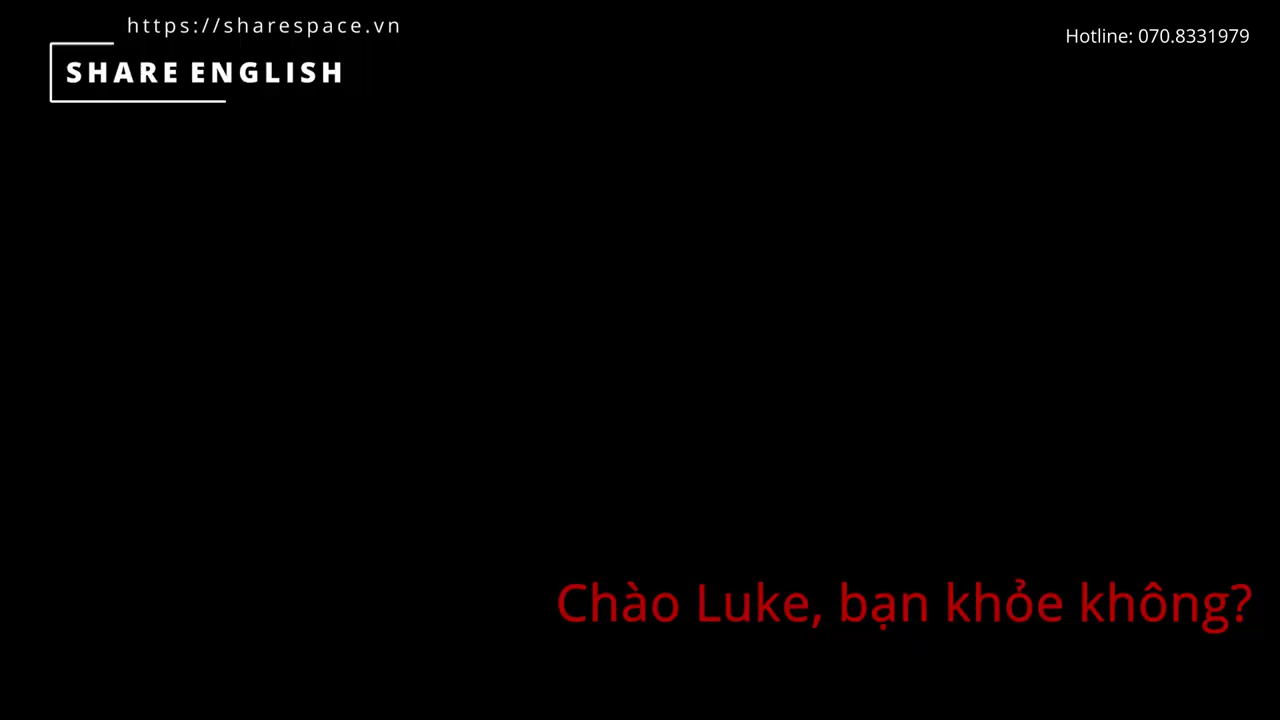 https://sharespace.vn
Hotline: 070.8331979
SHARE ENGLISH
Chào Luke, bạn khỏe không?